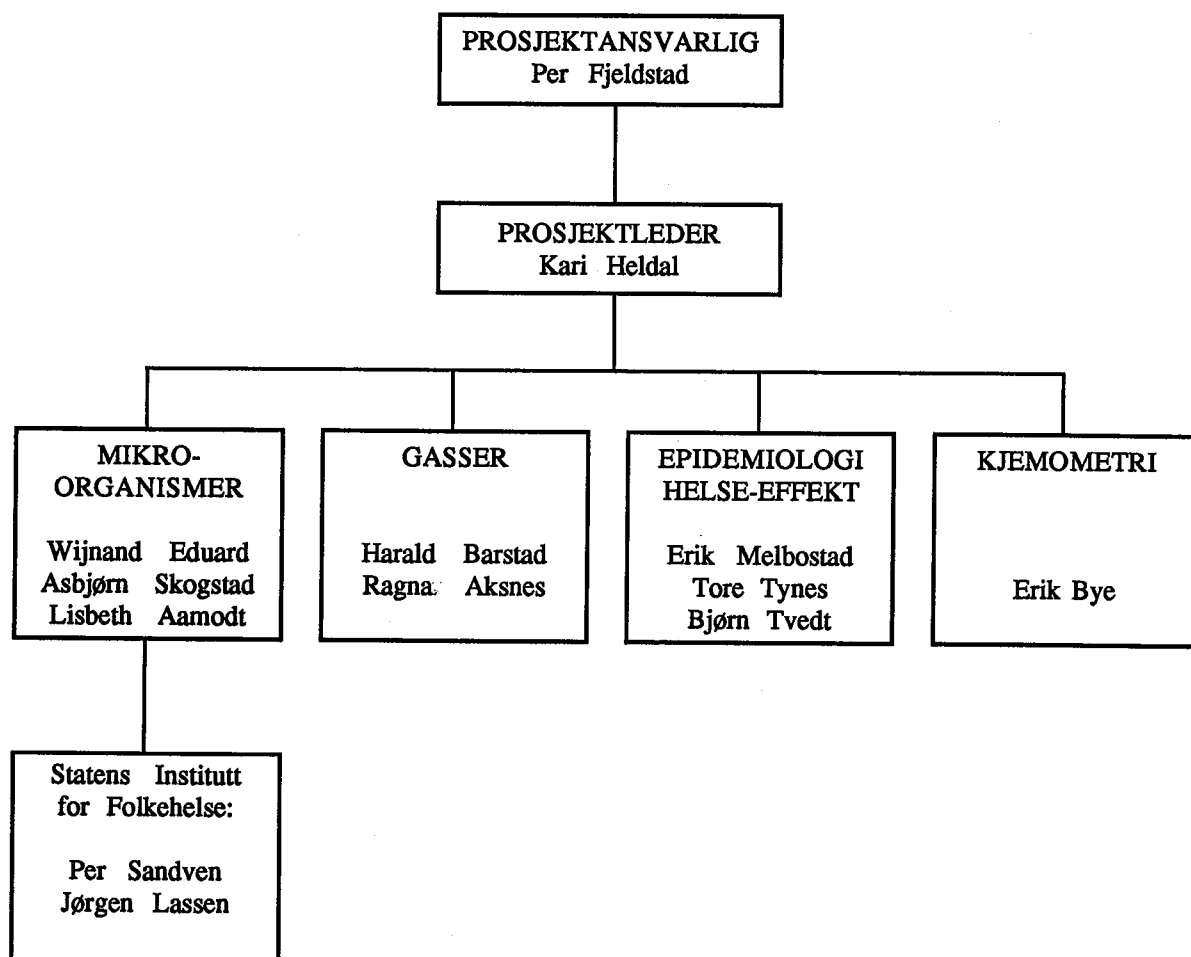 PROSJEKTANSVARLIG
Per Fjeldstad
PROSJEKTLEDER
Kari Heldal
MIKRO-
ORGANISMER
Wijnand Eduard
Asbjørn Skogstad
Lisbeth Aamodt
GASSER
Harald Barstad
Ragna Aksnes
EPIDEMIOLOGI
HELSE-EFFEKT
Erik Melbostad
Tore Tynes
Bjørn Tvedt
KJEMOMETRI
Erik Bye
Statens Institutt
for Folkehelse:
Per Sandven
Jørgen Lassen